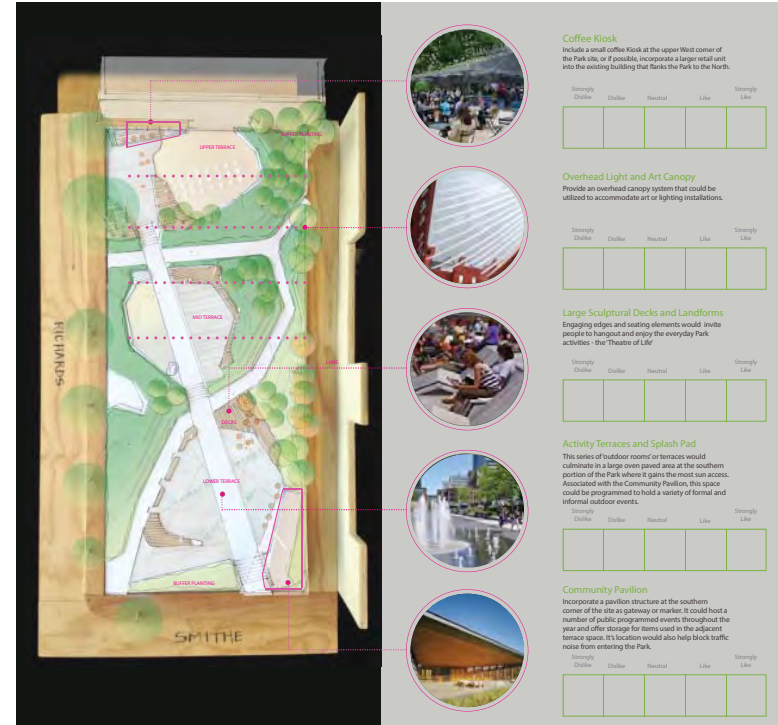 Coffee Kiosk
Include a small coffee Kiosk at the upper West corner of
the Park site, or if possible, incorporate a larger retail unit
into the existing building that flanks the Park to the North.
Strongly Dislike
Dislike
Neutral
Like
Strongly Like
Overhead Light and Art Canopy
Provide an overhead canopy system that could be
utilized to accommodate art or lighting installations.
Strongly Dislike
Dislike
Neutral
Like
Strongly Like
Large Sculptural Decks and Landforms
Engaging edges and seating elements would invite
people to hangout and enjoy the everyday Park
activities - the 'Theatre of Life'
Strongly Dislike
Dislike
Neutral
Like
Strongly Like
Activity Terraces and Splash Pad
This series of 'outdoor rooms' or terraces would
culminate in a large oven paved area at the southern
portion of the Park where it gains the most sun access.
Associated with the Community Pavilion, this space
could be programmed to hold a variety of formal and
informal outdoor events.
Strongly Dislike
Dislike
Neutral
Like
Strongly Like
Community Pavilion
Incorporate a pavilion structure at the southern
corner of the site as gateway or marker. It could host a
number of public programmed events throughout the
year and offer storage for items used in the adjacent
terrace space. It's location would also help block traffic
noise from entering the Park.
Strongly Dislike
Dislike
Neutral
Like
Strongly Like
BUFFER PLANTING
UPPER TERRACE
MID TERRACE
RICHARDS
LANE
DECKS
LOWER TERRACE
BUFFER PLANTING
SMITHE